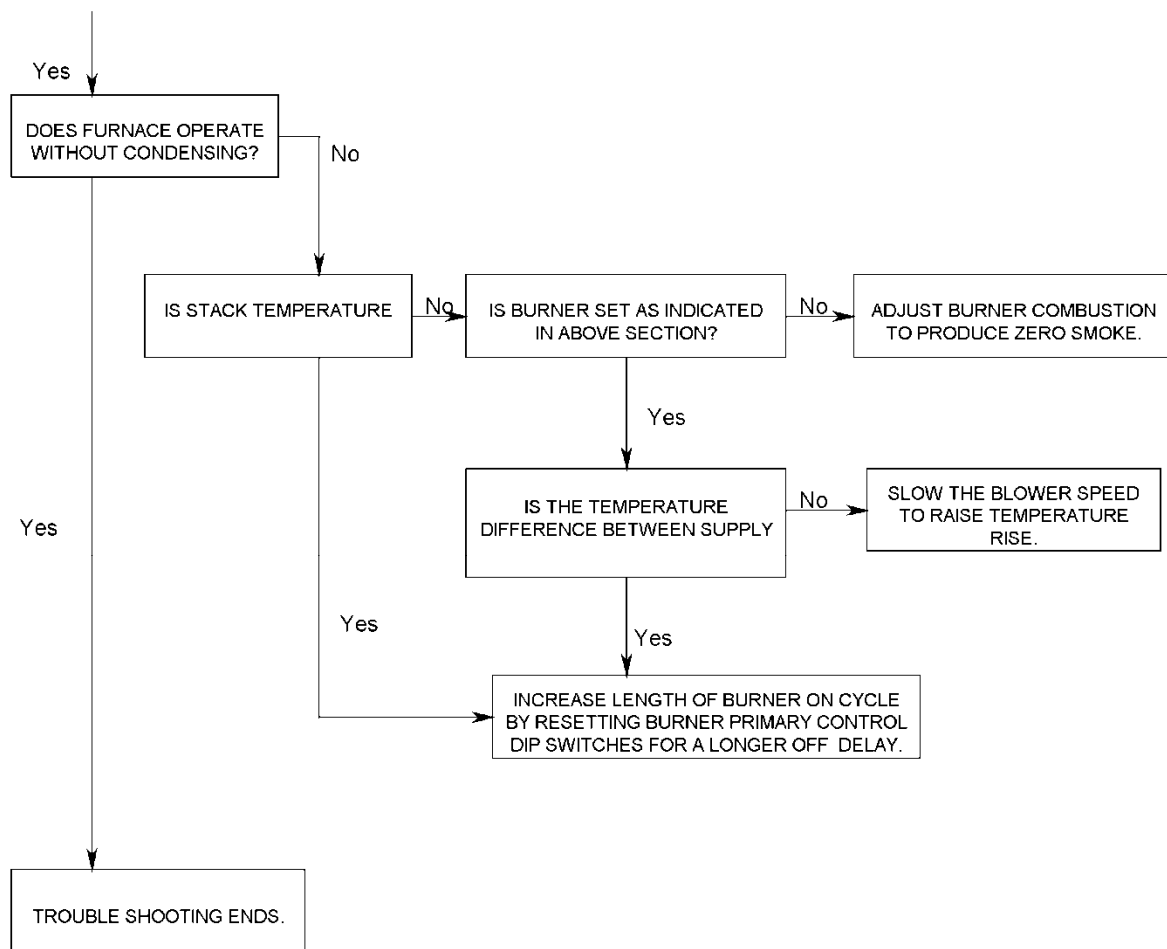 Yes
DOES FURNACE OPERATE
WITHOUT CONDENSING?
No
IS STACK TEMPERATURE
No
IS BURNER SET AS INDICATED
IN ABOVE SECTION?
No
ADJUST BURNER COMBUSTION
TO PRODUCE ZERO SMOKE.
Yes
IS THE TEMPERATURE
DIFFERENCE BETWEEN SUPPLY
No
SLOW THE BLOWER SPEED
TO RAISE TEMPERATURE
RISE.
Yes
Yes
Yes
INCREASE LENGTH OF BURNER ON CYCLE
BY RESETTING BURNER PRIMARY CONTROL
DIP SWITCHES FOR A LONGER OFF DELAY.
TROUBLE SHOOTING ENDS.